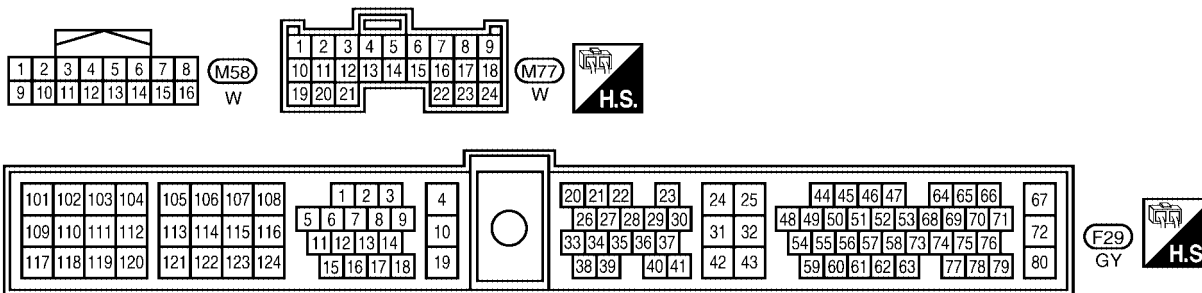 1 2 3 4 5 6 7 8
9 10 11 12 13 14 15 16
M58
W
1 2 3 4 5 6 7 8 9
10 11 12 13 14 15 16 17 18
19 20 21 22 23 24
M77
W
H.S.
101 102 103 104 105 106 107 108 1 2 3 4 20 21 22 23 24 25 44 45 46 47 64 65 66 67
5 6 7 8 9 26 27 28 29 30 48 49 50 51 52 53 68 69 70 71
109 110 111 112 113 114 115 116 10 31 32 72
11 12 13 14 33 34 35 36 37 54 55 56 57 58 73 74 75 76
117 118 119 120 121 122 123 124 15 16 17 18 19 38 39 40 41 42 43 59 60 61 62 63 77 78 79 80
F29
GY
H.S